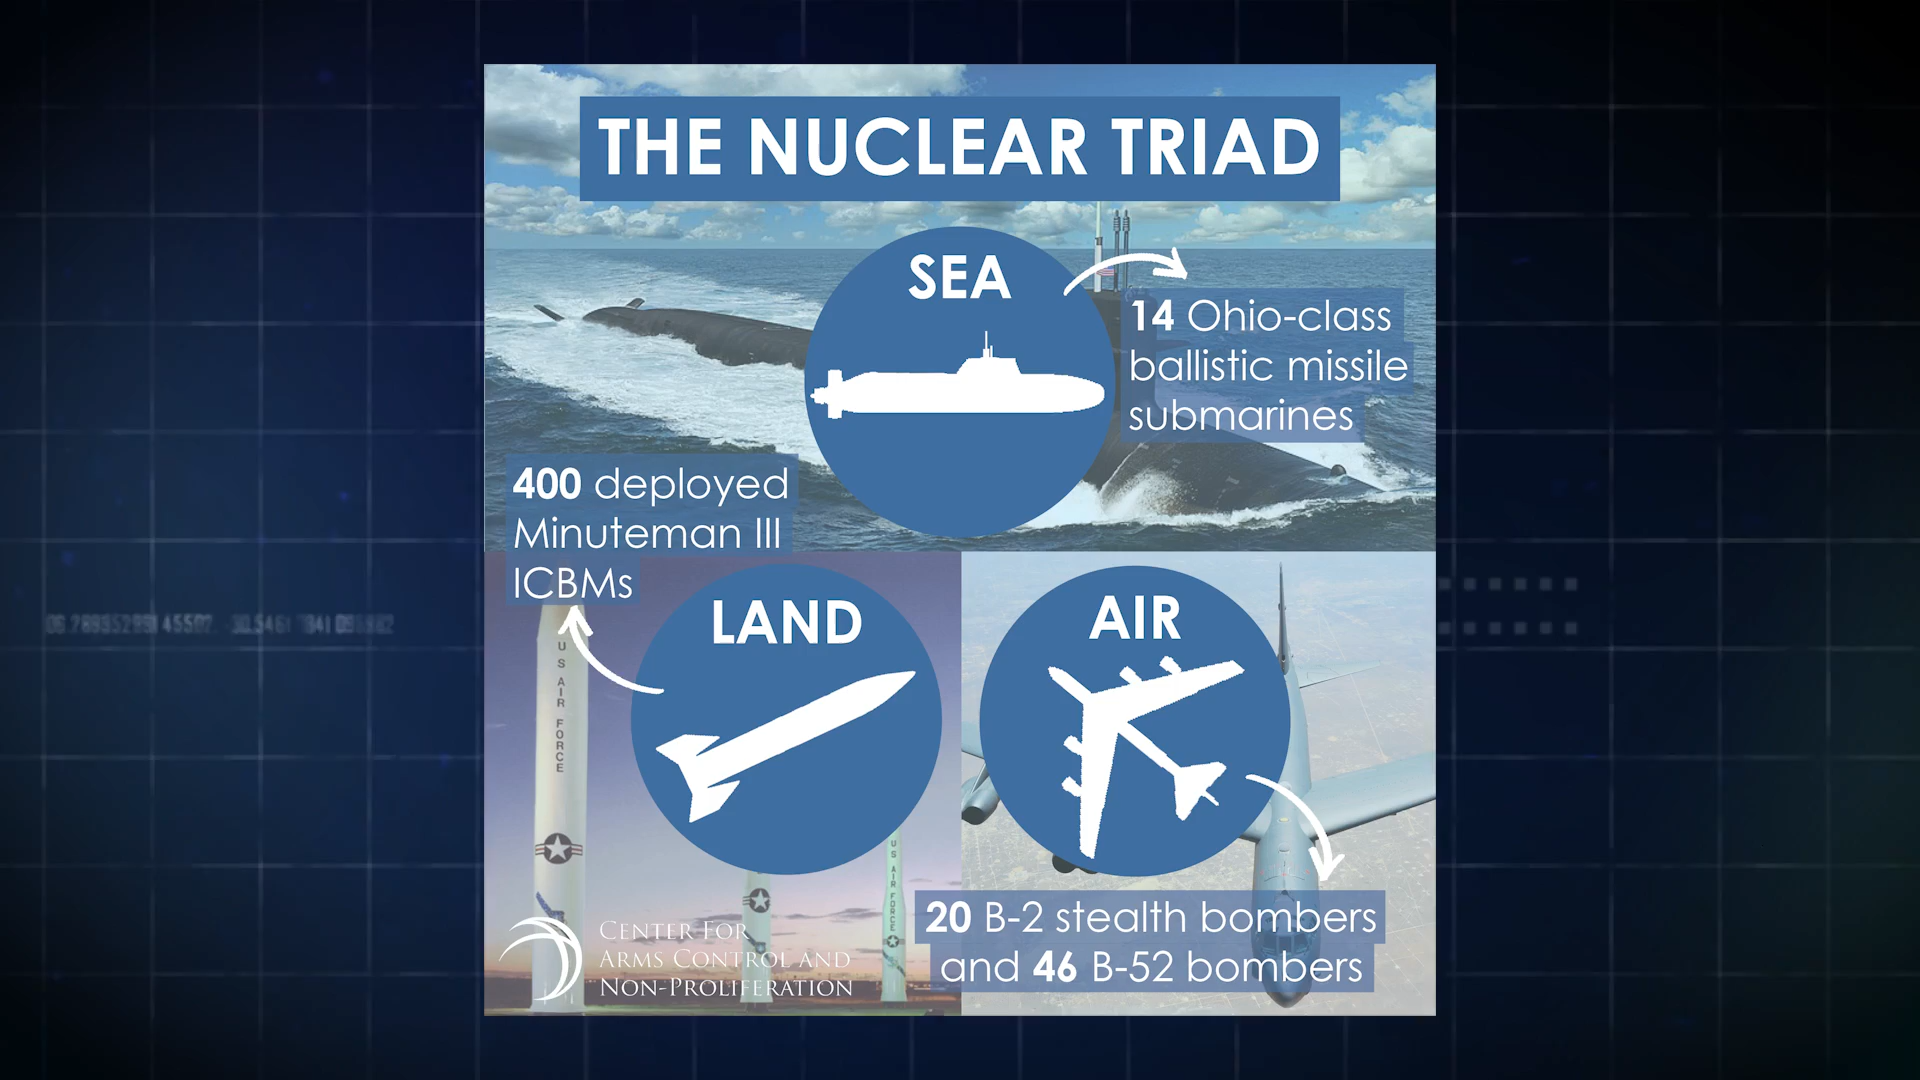 THE NUCLEAR TRIAD
SEA
14 Ohio-class
ballistic missile
submarines
400 deployed
Minuteman III
ICBMs
LAND
AIR
U S AIR FORCE
U S AIR FORCE
20 B-2 stealth bombers
and 46 B-52 bombers
CENTER FOR
ARMS CONTROL AND
NON-PROLIFERATION